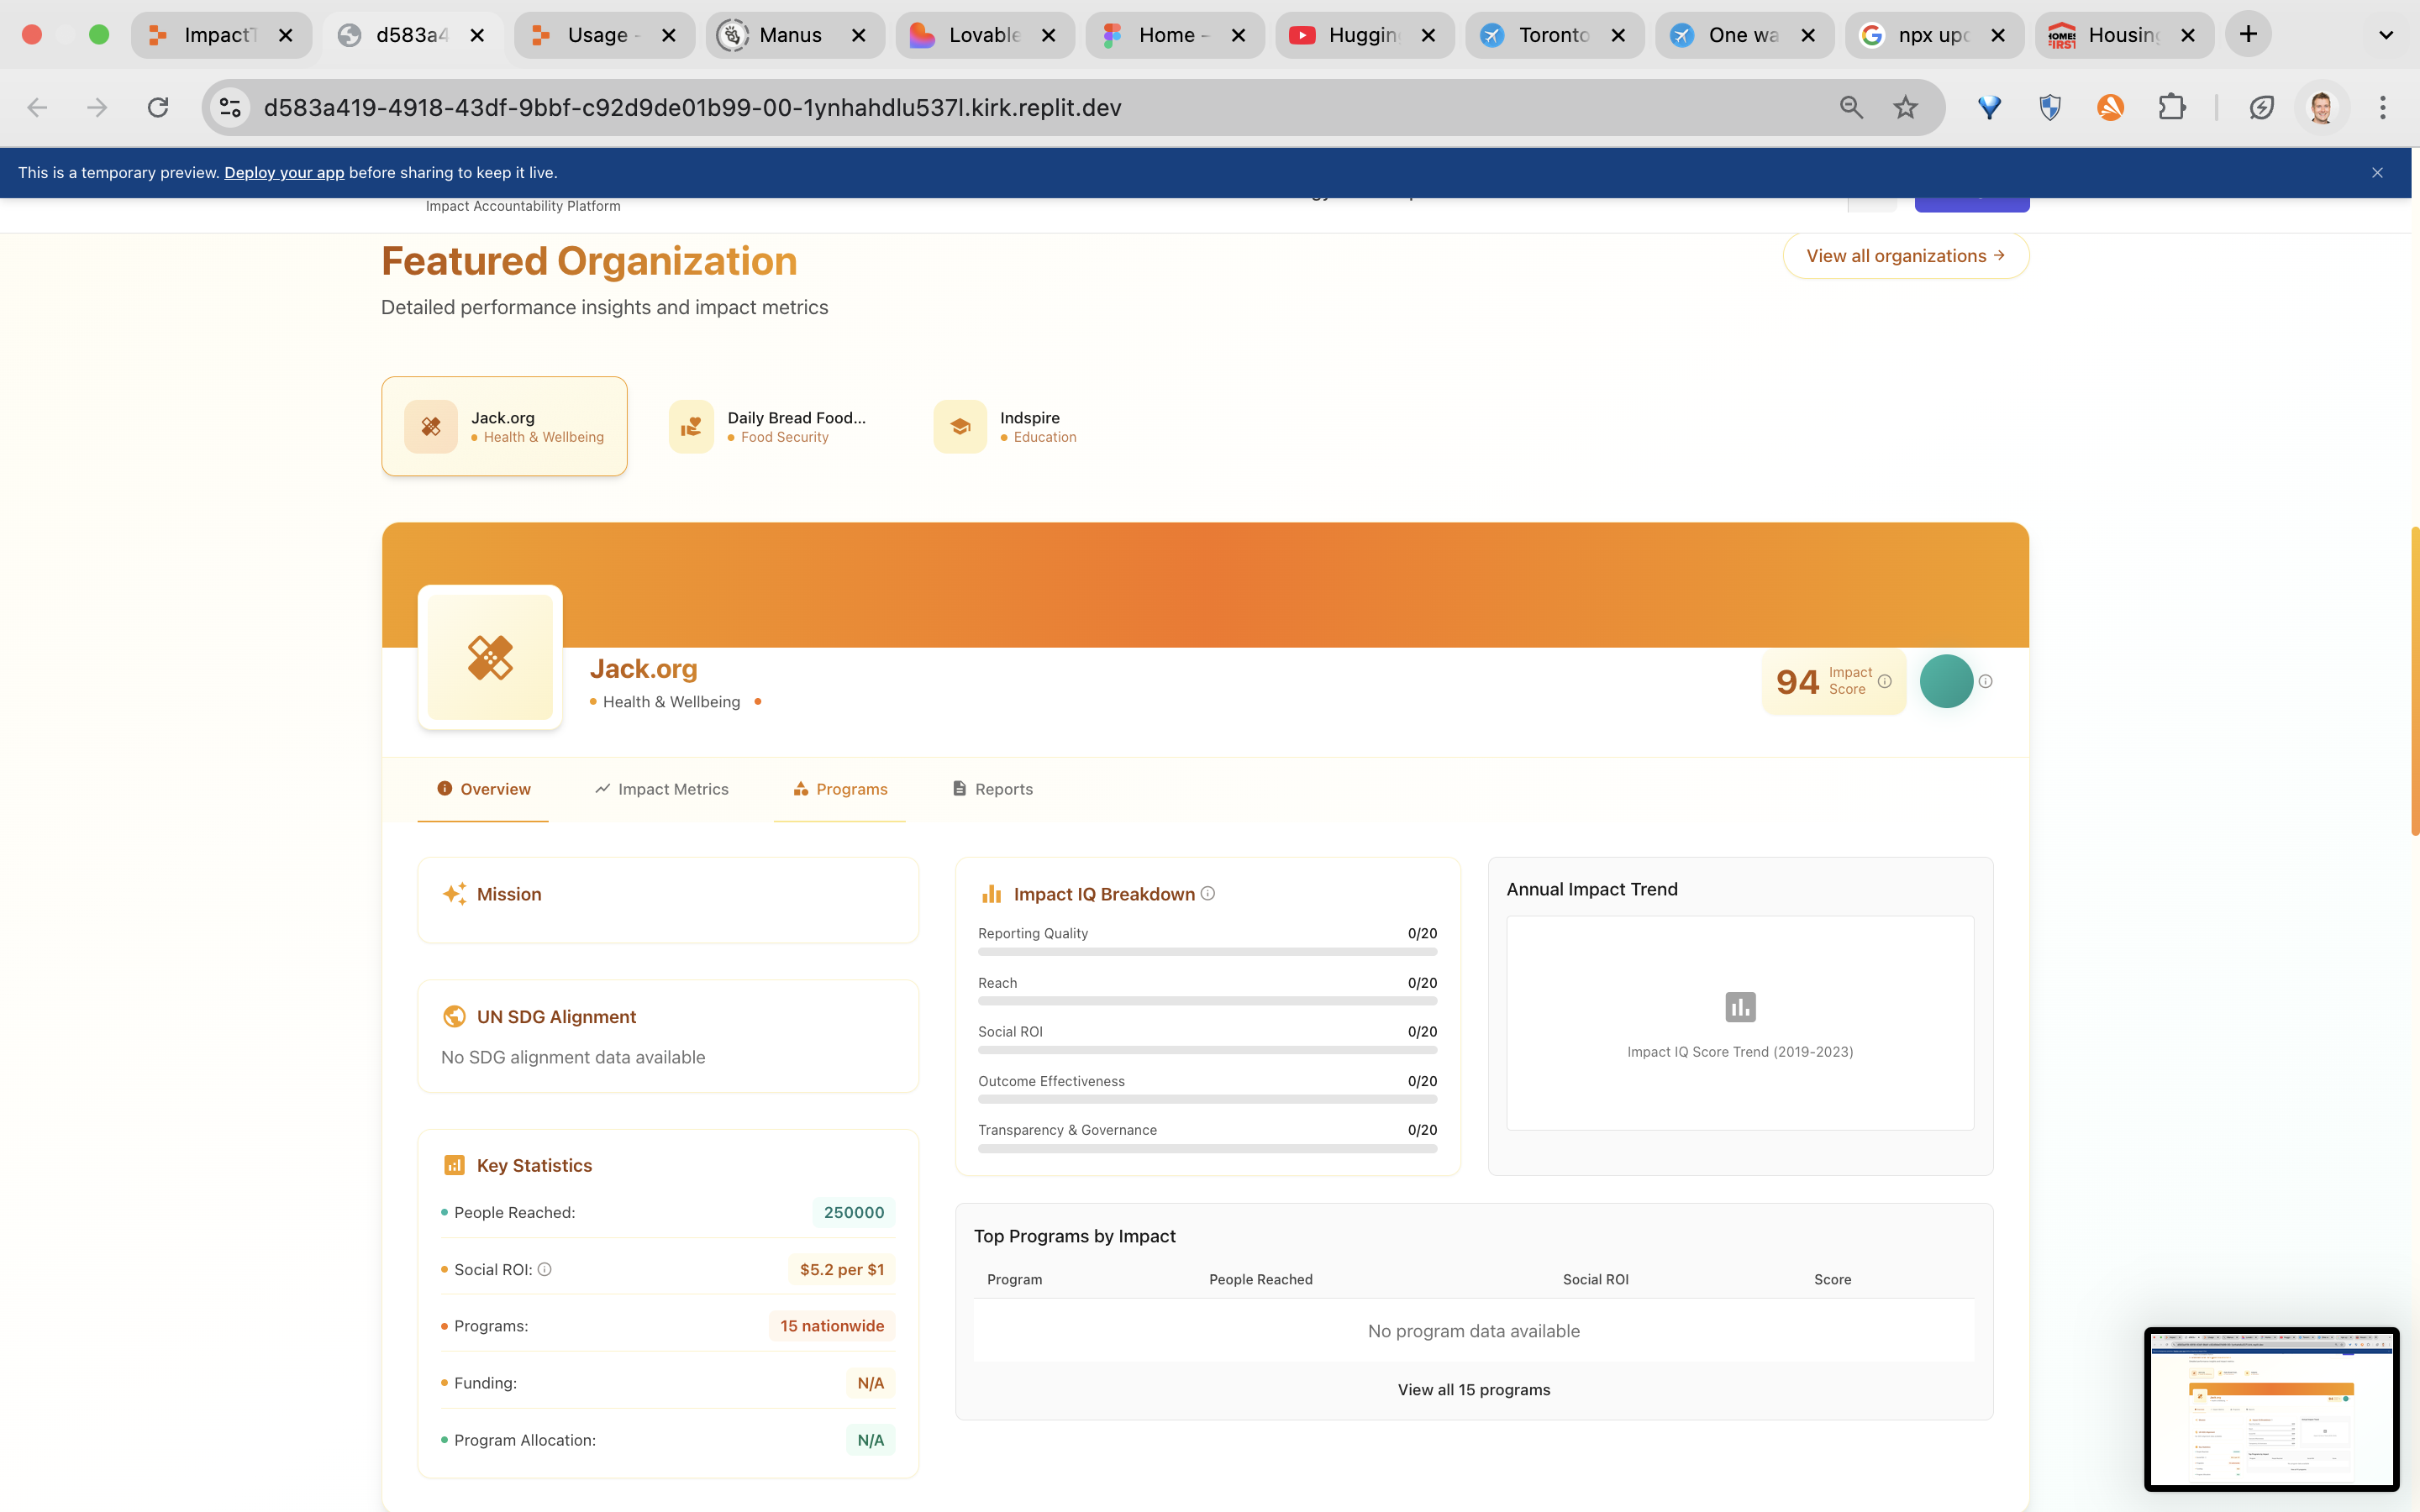 ImpactT
d583a4
Usage -
Manus
Lovable
Home -
Huggin
Toronto
One wa
npx upd
HOMES FIRST
Housing
d583a419-4918-43df-9bbf-c92d9de01b99-00-1ynhahdlu537l.kirk.replit.dev
This is a temporary preview. Deploy your app before sharing to keep it live.
Impact Accountability Platform
Featured Organization
View all organizations →
Detailed performance insights and impact metrics
Jack.org
Health & Wellbeing
Daily Bread Food...
Food Security
Indspire
Education
Jack.org
Health & Wellbeing
94
Impact
Score
Overview
Impact Metrics
Programs
Reports
Mission
UN SDG Alignment
No SDG alignment data available
Key Statistics
People Reached: 250000
Social ROI: $5.2 per $1
Programs: 15 nationwide
Funding: N/A
Program Allocation: N/A
Impact IQ Breakdown
Reporting Quality 0/20
Reach 0/20
Social ROI 0/20
Outcome Effectiveness 0/20
Transparency & Governance 0/20
Annual Impact Trend
Impact IQ Score Trend (2019-2023)
Top Programs by Impact
Program People Reached Social ROI Score
No program data available
View all 15 programs